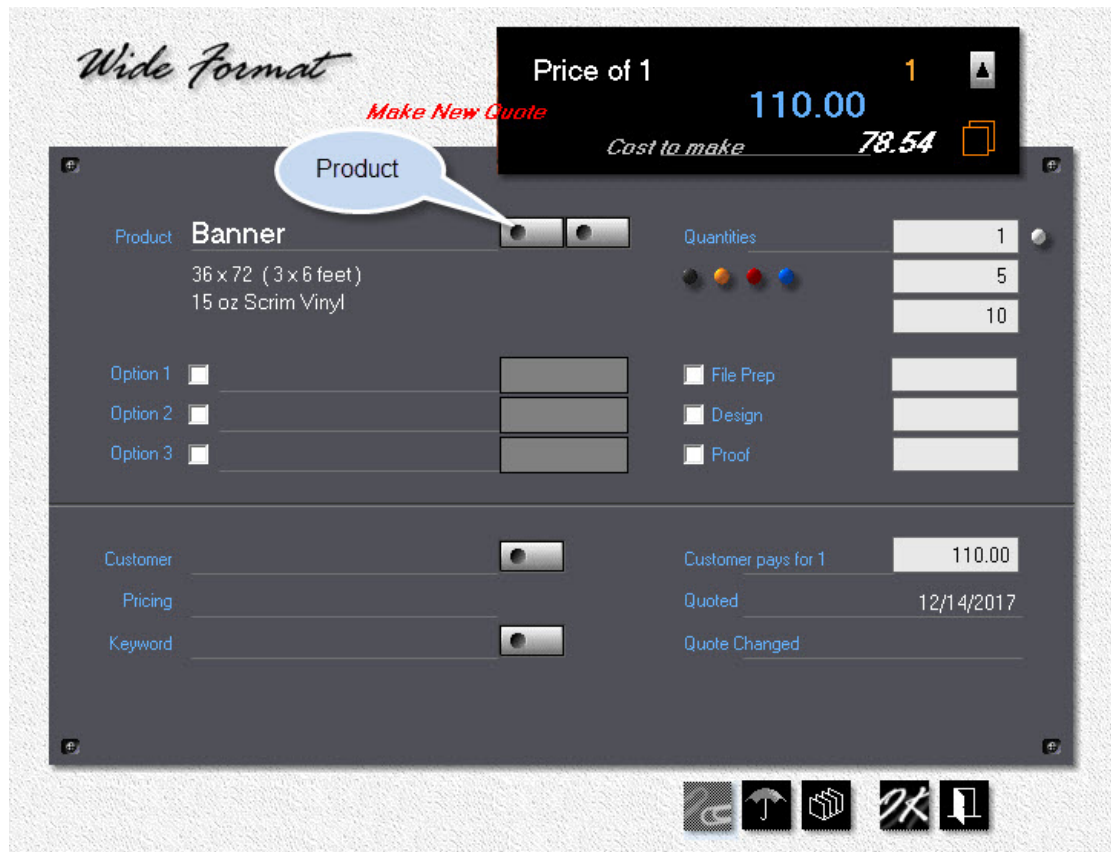 Wide Format
Price of 1 1
110.00
Make New Quote
Cost to make 78.54
Product
Product Banner
Quantities 1
36 x 72 ( 3 x 6 feet )
5
15 oz Scrim Vinyl
10
Option 1
File Prep
Option 2
Design
Option 3
Proof
Customer
Customer pays for 1 110.00
Pricing
Quoted 12/14/2017
Keyword
Quote Changed
OK